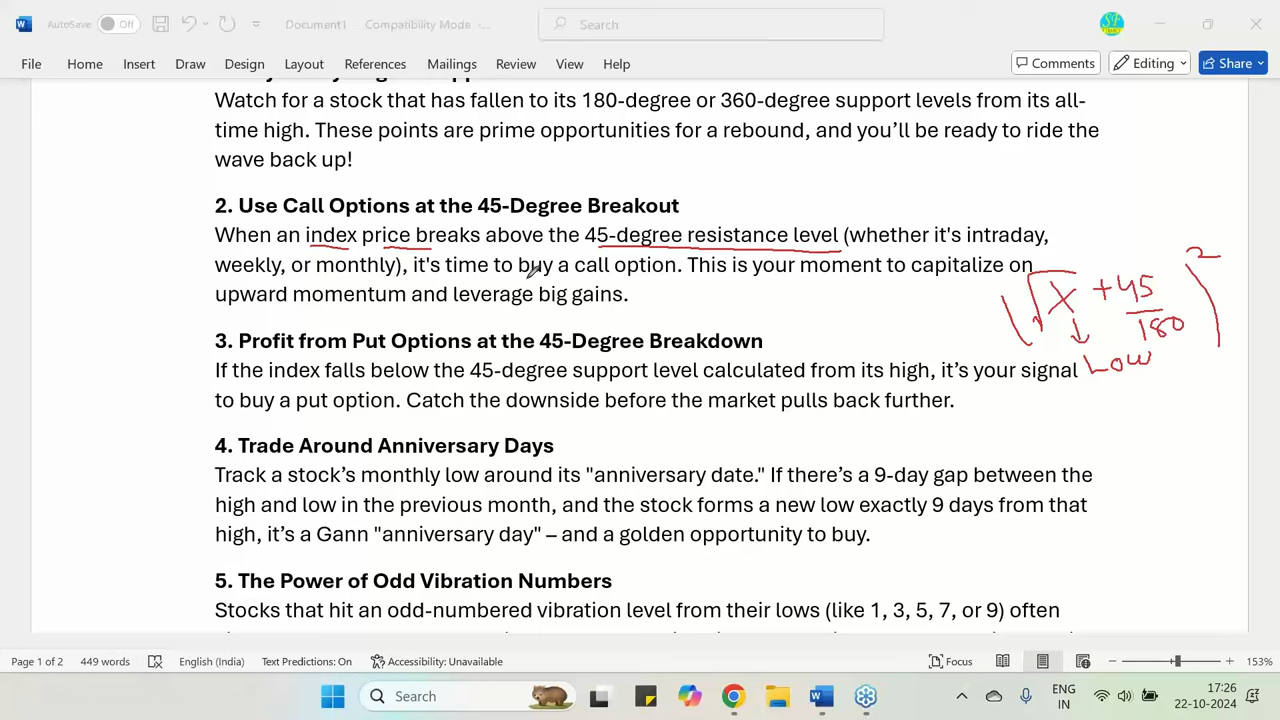 AutoSave Off
Document1 Compatibility Mode - ...
Search
SF
File Home Insert Draw Design Layout References Mailings Review View Help
Comments Editing Share
Watch for a stock that has fallen to its 180-degree or 360-degree support levels from its all-
time high. These points are prime opportunities for a rebound, and you'll be ready to ride the
wave back up!
2. Use Call Options at the 45-Degree Breakout
When an index price breaks above the 45-degree resistance level (whether it's intraday,
weekly, or monthly), it's time to buy a call option. This is your moment to capitalize on
upward momentum and leverage big gains.
(√X + 45/180)²
Low
3. Profit from Put Options at the 45-Degree Breakdown
If the index falls below the 45-degree support level calculated from its high, it's your signal
to buy a put option. Catch the downside before the market pulls back further.
4. Trade Around Anniversary Days
Track a stock's monthly low around its "anniversary date." If there's a 9-day gap between the
high and low in the previous month, and the stock forms a new low exactly 9 days from that
high, it's a Gann "anniversary day" – and a golden opportunity to buy.
5. The Power of Odd Vibration Numbers
Stocks that hit an odd-numbered vibration level from their lows (like 1, 3, 5, 7, or 9) often
Page 1 of 2 449 words English (India) Text Predictions: On Accessibility: Unavailable Focus 153%
Search
ENG
IN
17:26
22-10-2024